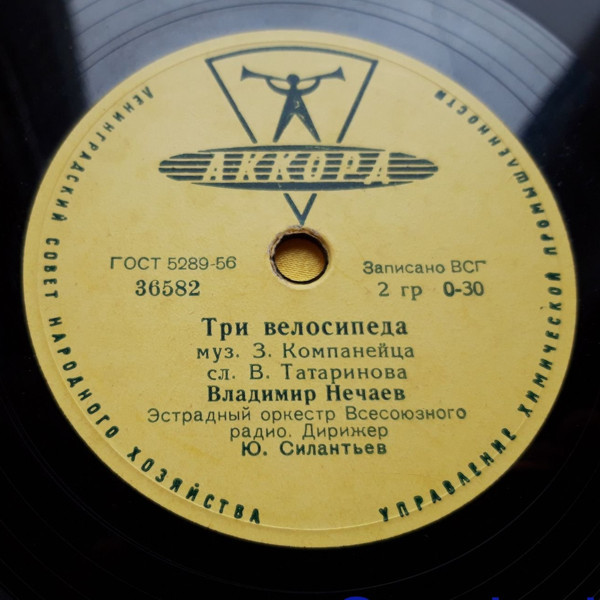 ЛЕНИНГРАДСКИЙ СОВЕТ НАРОДНОГО ХОЗЯЙСТВА
УПРАВЛЕНИЕ ХИМИЧЕСКОЙ ПРОМЫШЛЕННОСТИ
АККОРД
ГОСТ 5289-56
36582
Записано ВСГ
2 гр 0-30
Три велосипеда
муз. З. Компанейца
сл. В. Татаринова
Владимир Нечаев
Эстрадный оркестр Всесоюзного
радио. Дирижер
Ю. Силантьев